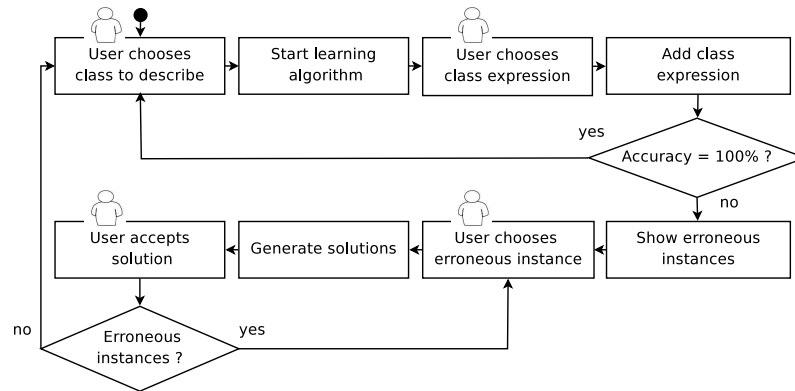 User chooses
class to describe
Start learning
algorithm
User chooses
class expression
Add class
expression
yes
Accuracy = 100% ?
no
User accepts
solution
Generate solutions
User chooses
erroneous instance
Show erroneous
instances
no
Erroneous
instances ?
yes